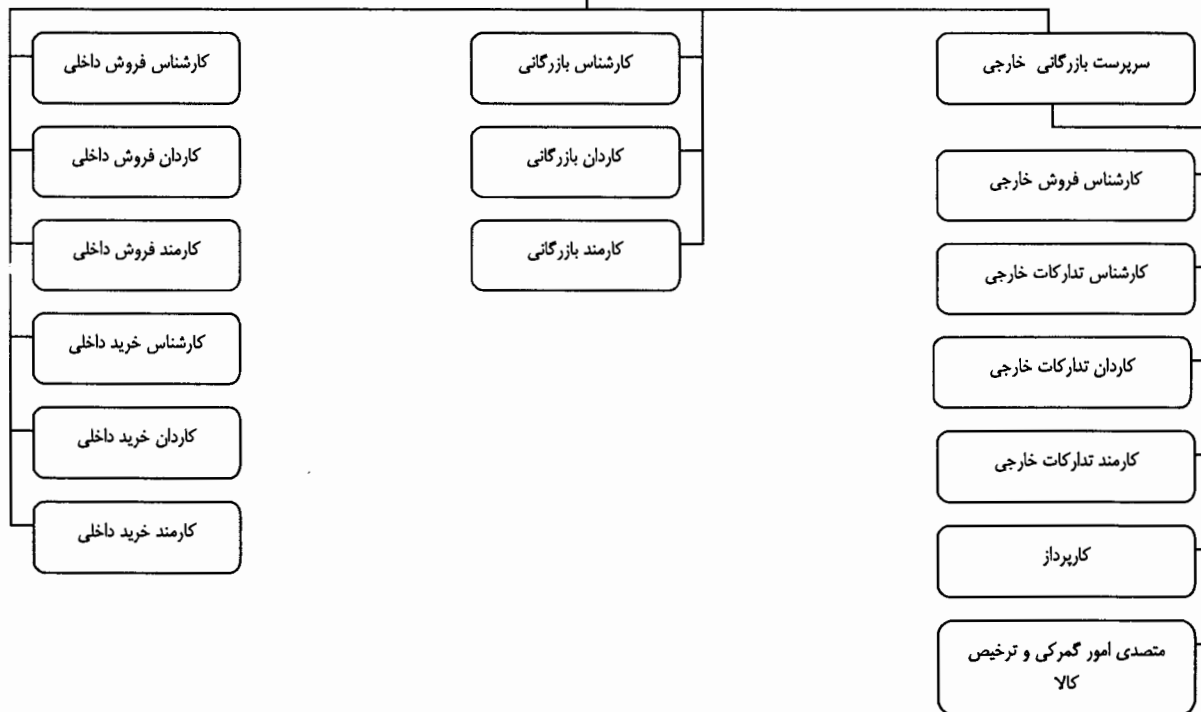 سرپرست بازرگانی خارجی
کارشناس فروش خارجی
کارشناس تدارکات خارجی
کاردان تدارکات خارجی
کارمند تدارکات خارجی
کارپرداز
متصدی امور گمرکی و ترخیص
کالا
کارشناس بازرگانی
کاردان بازرگانی
کارمند بازرگانی
کارشناس فروش داخلی
کاردان فروش داخلی
کارمند فروش داخلی
کارشناس خرید داخلی
کاردان خرید داخلی
کارمند خرید داخلی